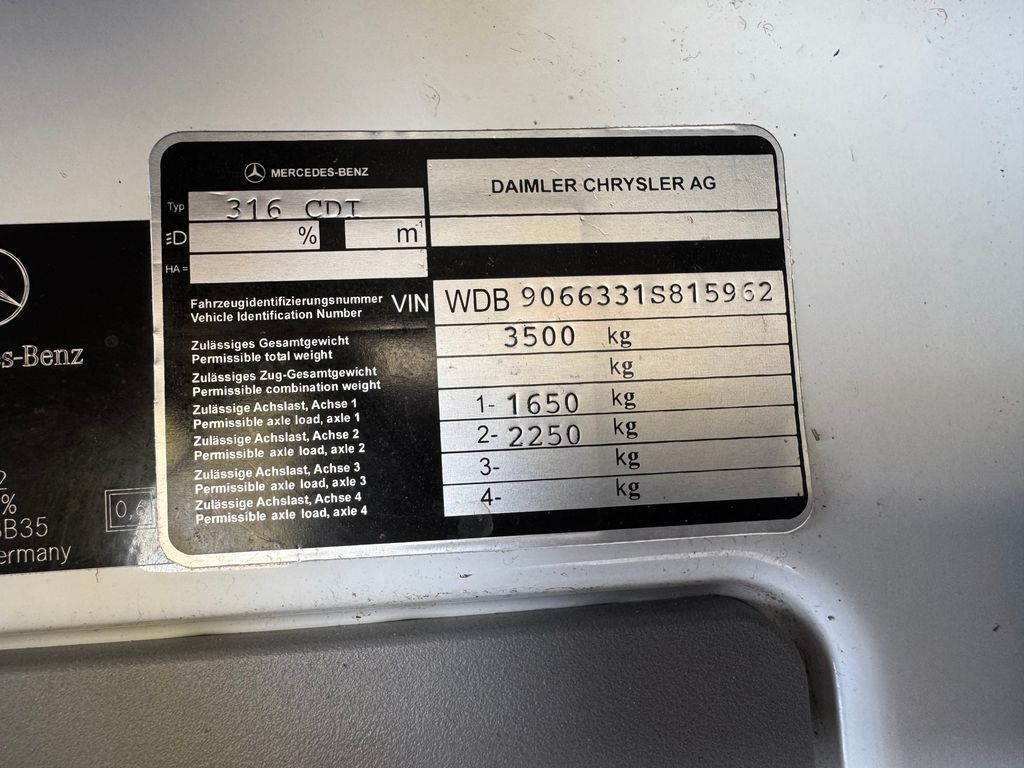 MERCEDES-BENZ
DAIMLER CHRYSLER AG
Typ 316 CDI
% m⁻¹
HA =
Fahrzeugidentifizierungsnummer
Vehicle Identification Number
VIN WDB 9066331S815962
Zulässiges Gesamtgewicht
Permissible total weight
3500 kg
Zulässiges Zug-Gesamtgewicht
Permissible combination weight
kg
Zulässige Achslast, Achse 1
Permissible axle load, axle 1
1- 1650 kg
Zulässige Achslast, Achse 2
Permissible axle load, axle 2
2- 2250 kg
Zulässige Achslast, Achse 3
Permissible axle load, axle 3
3- kg
Zulässige Achslast, Achse 4
Permissible axle load, axle 4
4- kg
s-Benz
2
%
B35
ermany
0,6